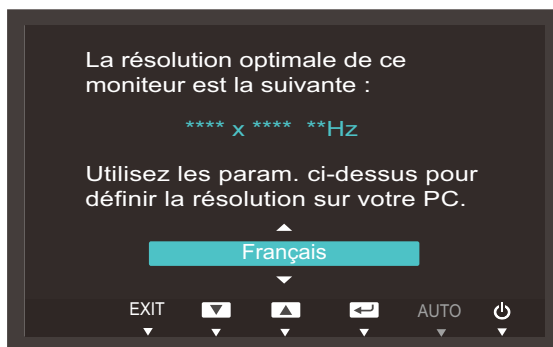 La résolution optimale de ce
moniteur est la suivante :
**** x **** **Hz
Utilisez les param. ci-dessus pour
définir la résolution sur votre PC.
Français
EXIT AUTO